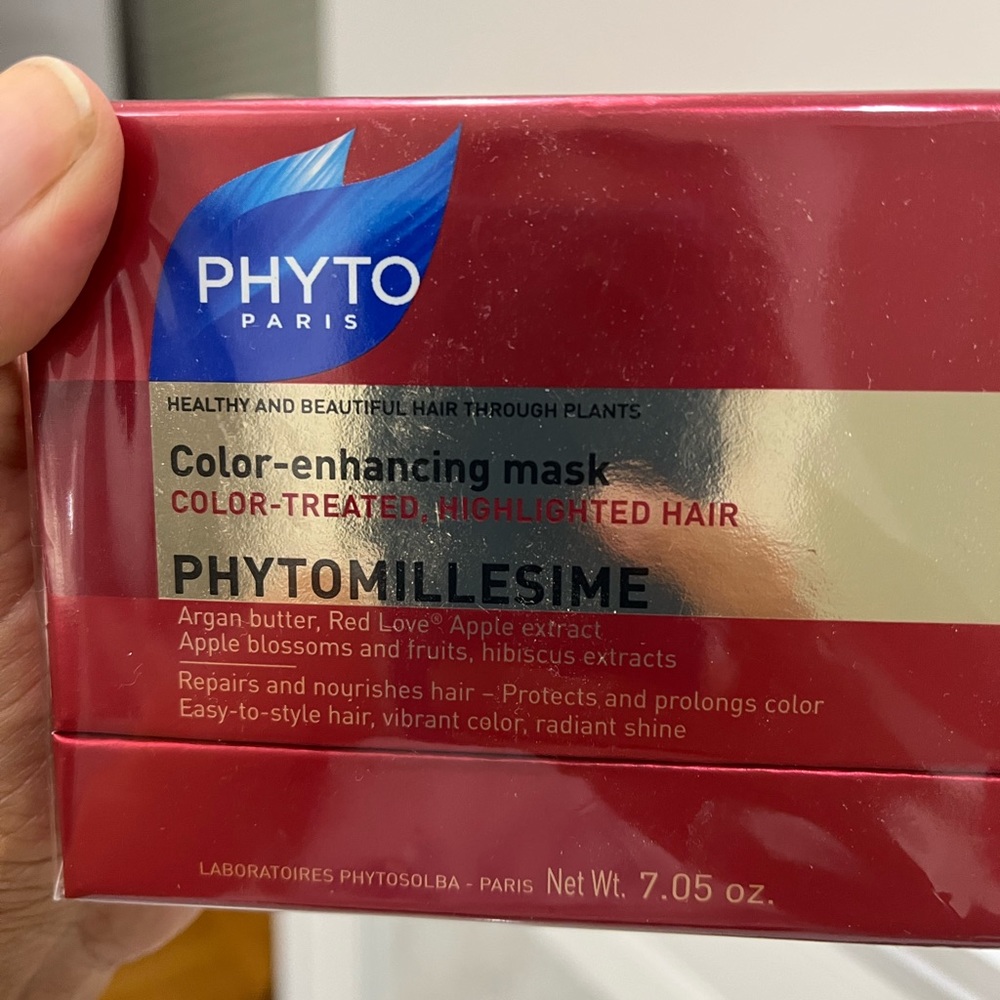 PHYTO
PARIS
HEALTHY AND BEAUTIFUL HAIR THROUGH PLANTS
Color-enhancing mask
COLOR-TREATED, HIGHLIGHTED HAIR
PHYTOMILLESIME
Argan butter, Red Love® Apple extract
Apple blossoms and fruits, hibiscus extracts
Repairs and nourishes hair – Protects and prolongs color
Easy-to-style hair, vibrant color, radiant shine
LABORATOIRES PHYTOSOLBA - PARIS Net Wt. 7.05 oz.